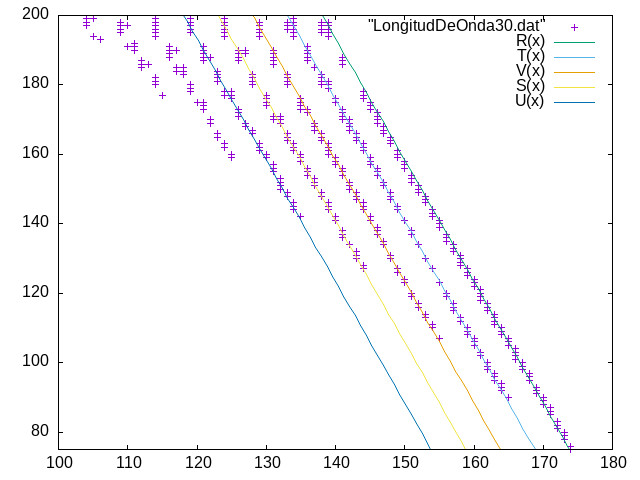 200
180
160
140
120
100
80
100 110 120 130 140 150 160 170 180
"LongitudDeOnda30.dat"
R(x)
T(x)
V(x)
S(x)
U(x)